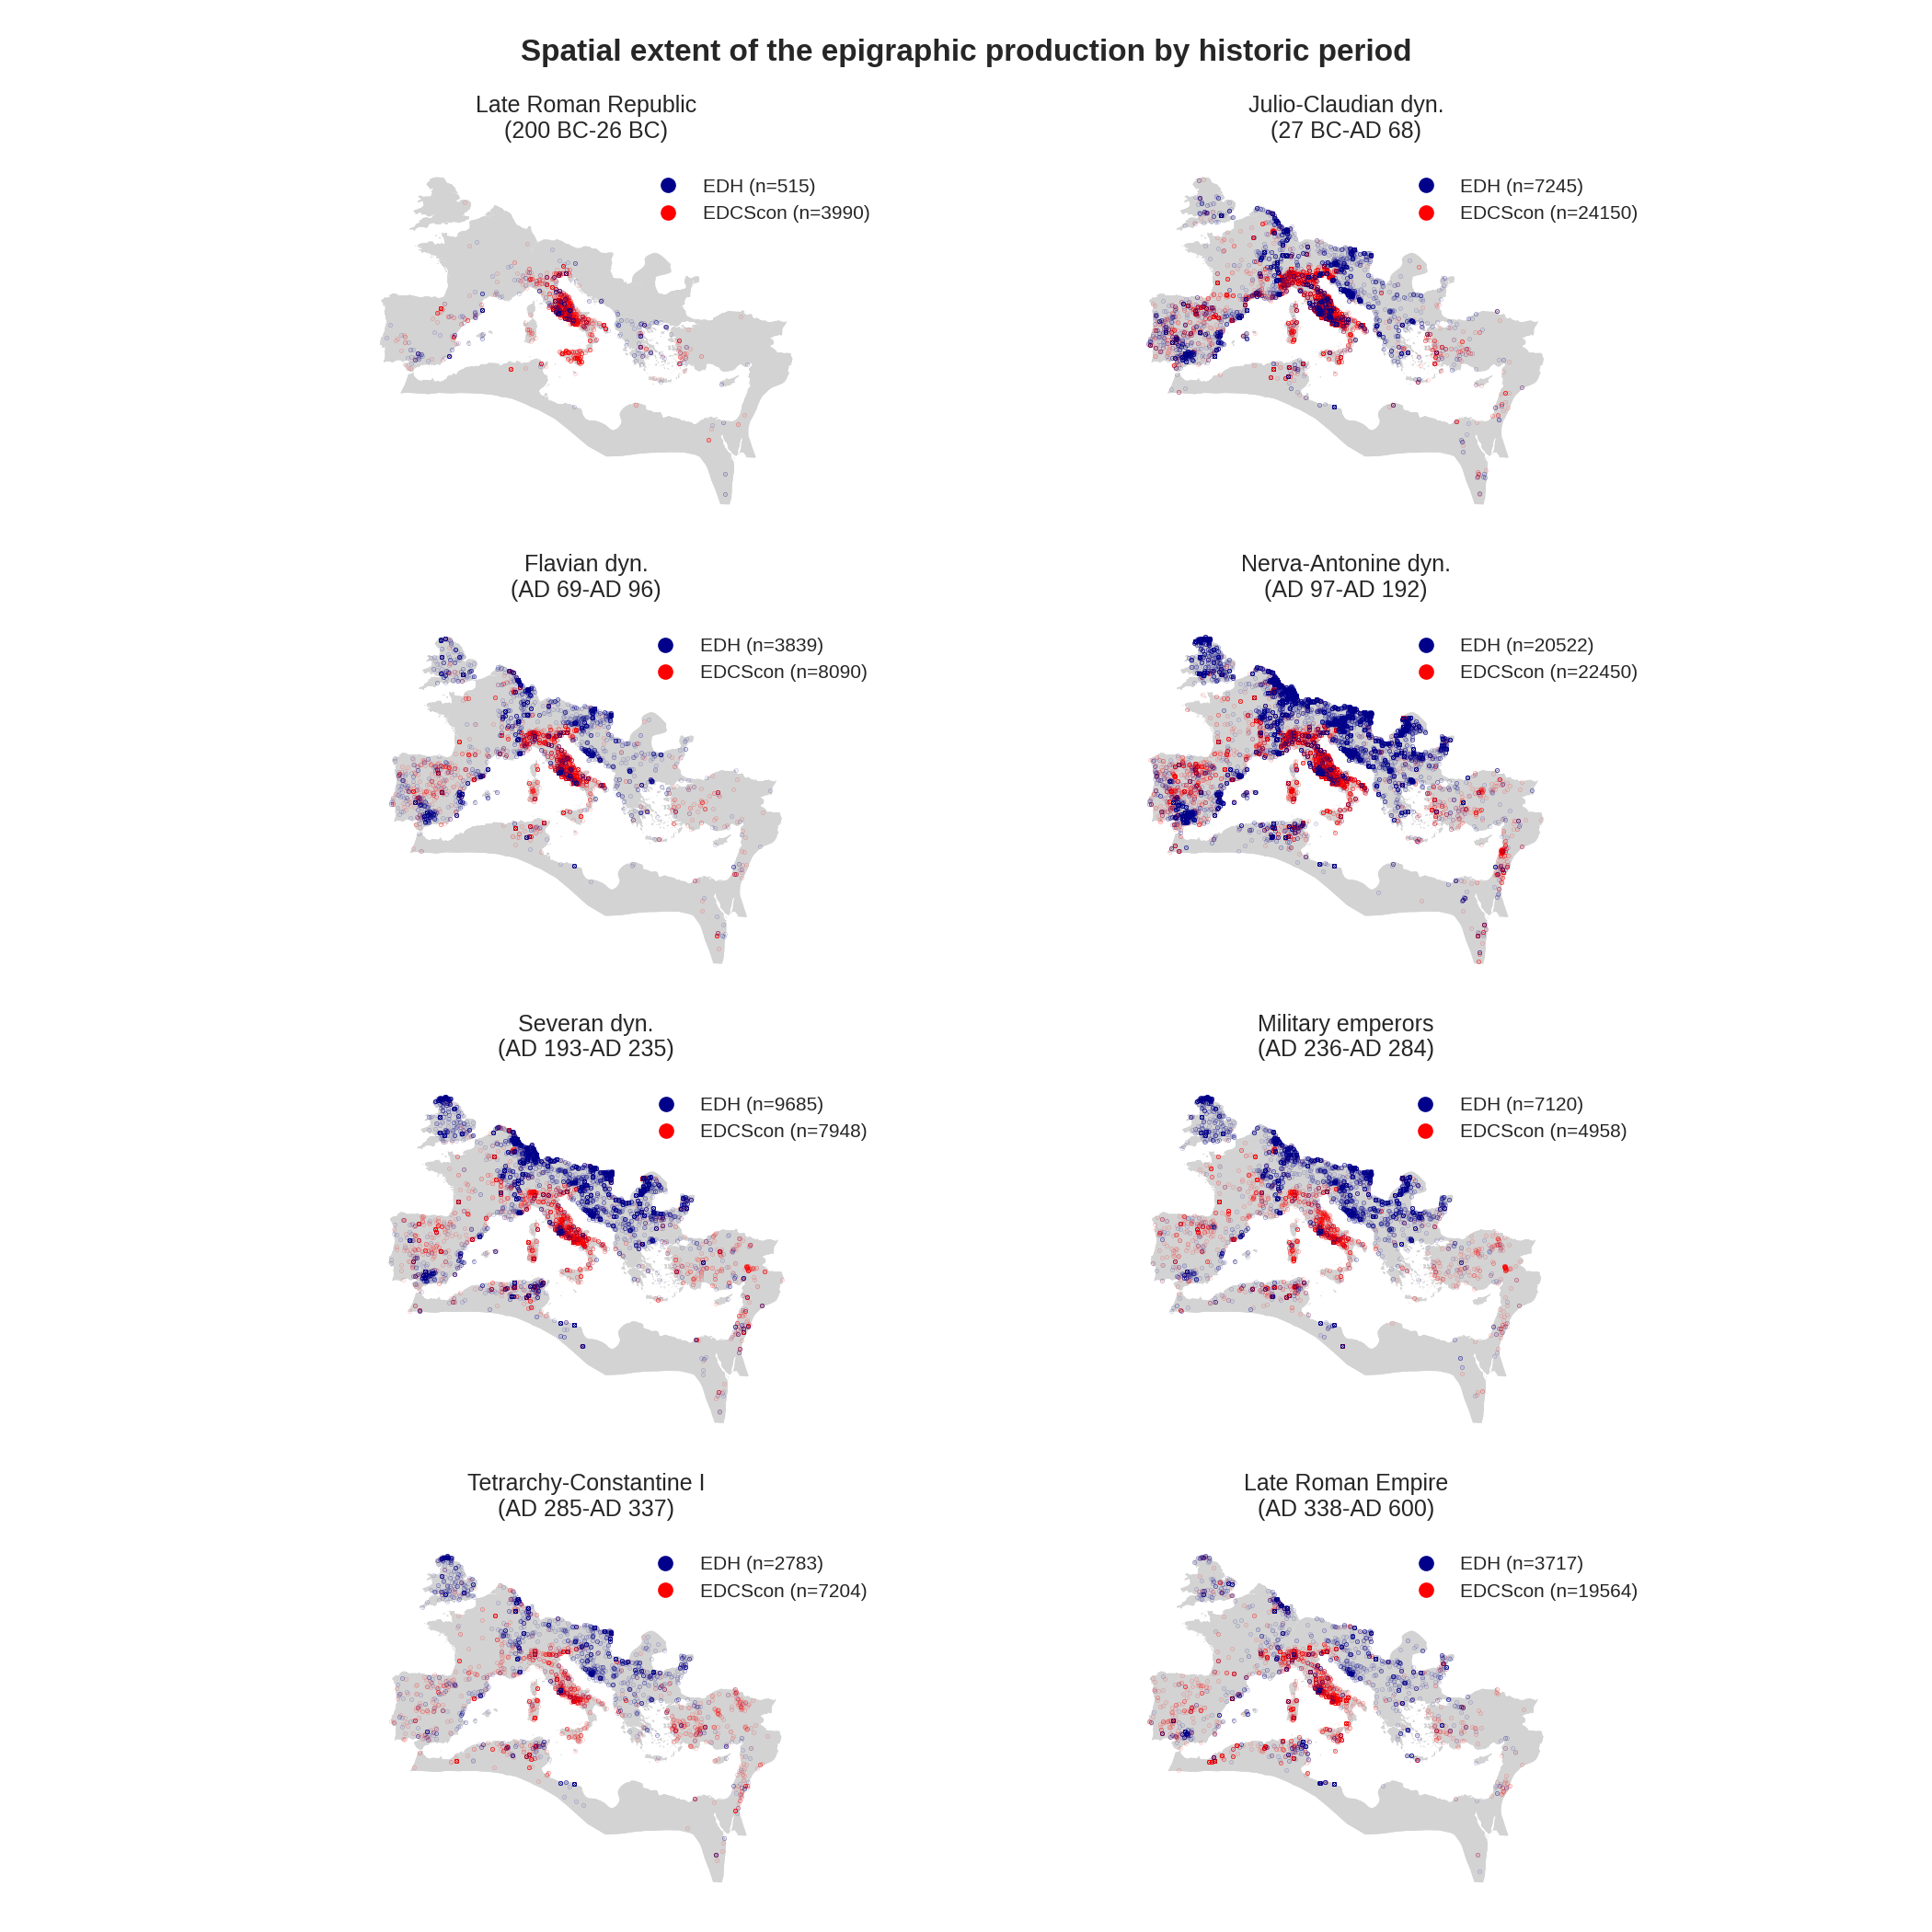 Spatial extent of the epigraphic production by historic period
Late Roman Republic
(200 BC-26 BC)
EDH (n=515)
EDCScon (n=3990)
Julio-Claudian dyn.
(27 BC-AD 68)
EDH (n=7245)
EDCScon (n=24150)
Flavian dyn.
(AD 69-AD 96)
EDH (n=3839)
EDCScon (n=8090)
Nerva-Antonine dyn.
(AD 97-AD 192)
EDH (n=20522)
EDCScon (n=22450)
Severan dyn.
(AD 193-AD 235)
EDH (n=9685)
EDCScon (n=7948)
Military emperors
(AD 236-AD 284)
EDH (n=7120)
EDCScon (n=4958)
Tetrarchy-Constantine I
(AD 285-AD 337)
EDH (n=2783)
EDCScon (n=7204)
Late Roman Empire
(AD 338-AD 600)
EDH (n=3717)
EDCScon (n=19564)